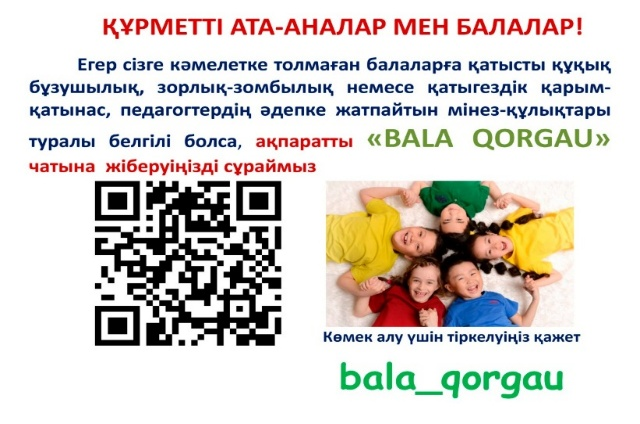 ҚҰРМЕТТІ АТА-АНАЛАР МЕН БАЛАЛАР!
Егер сізге кәмелетке толмаған балаларға қатысты құқық
бұзушылық, зорлық-зомбылық немесе қатыгездік қарым-
қатынас, педагогтердің әдепке жатпайтын мінез-құлықтары
туралы белгілі болса, ақпаратты «BALA QORGAU»
чатына жіберуіңізді сұраймыз
Көмек алу үшін тіркелуіңіз қажет
bala_qorgau